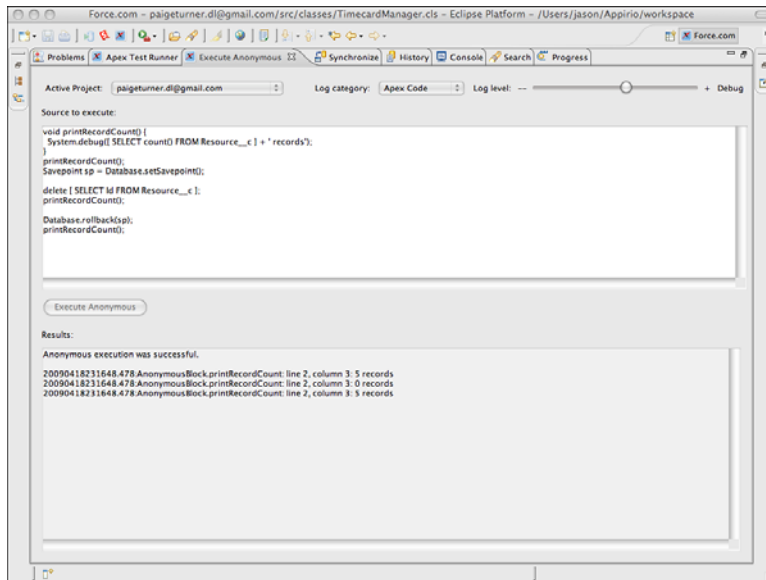 Force.com - paigeturner.dl@gmail.com/src/classes/TimecardManager.cls - Eclipse Platform - /Users/jason/Appirio/workspace
Force.com
Problems Apex Test Runner Execute Anonymous Synchronize History Console Search Progress
Active Project: paigeturner.dl@gmail.com Log category: Apex Code Log level: -- + Debug
Source to execute:
void printRecordCount() {
System.debug([ SELECT count() FROM Resource__c ] + ' records');
}
printRecordCount();
Savepoint sp = Database.setSavepoint();
delete [ SELECT Id FROM Resource__c ];
printRecordCount();
Database.rollback(sp);
printRecordCount();
Execute Anonymous
Results:
Anonymous execution was successful.
20090418231648.478:AnonymousBlock.printRecordCount: line 2, column 3: 5 records
20090418231648.478:AnonymousBlock.printRecordCount: line 2, column 3: 0 records
20090418231648.478:AnonymousBlock.printRecordCount: line 2, column 3: 5 records